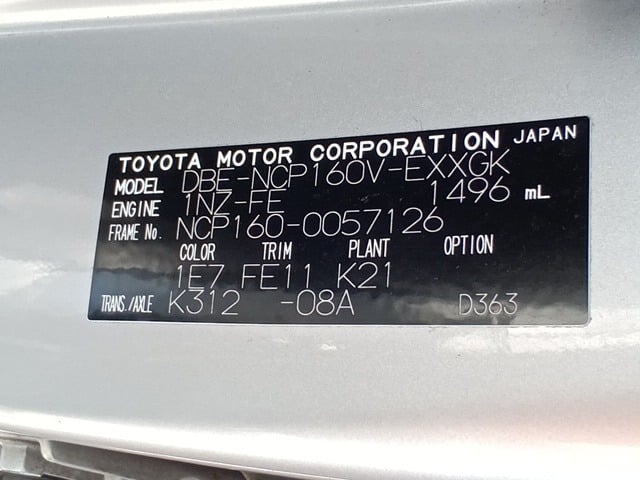 TOYOTA MOTOR CORPORATION JAPAN
MODEL DBE-NCP160V-EXXGK
ENGINE 1NZ-FE 1496 mL
FRAME No. NCP160-0057126
COLOR TRIM PLANT OPTION
1E7 FE11 K21
TRANS./AXLE K312 -08A D363